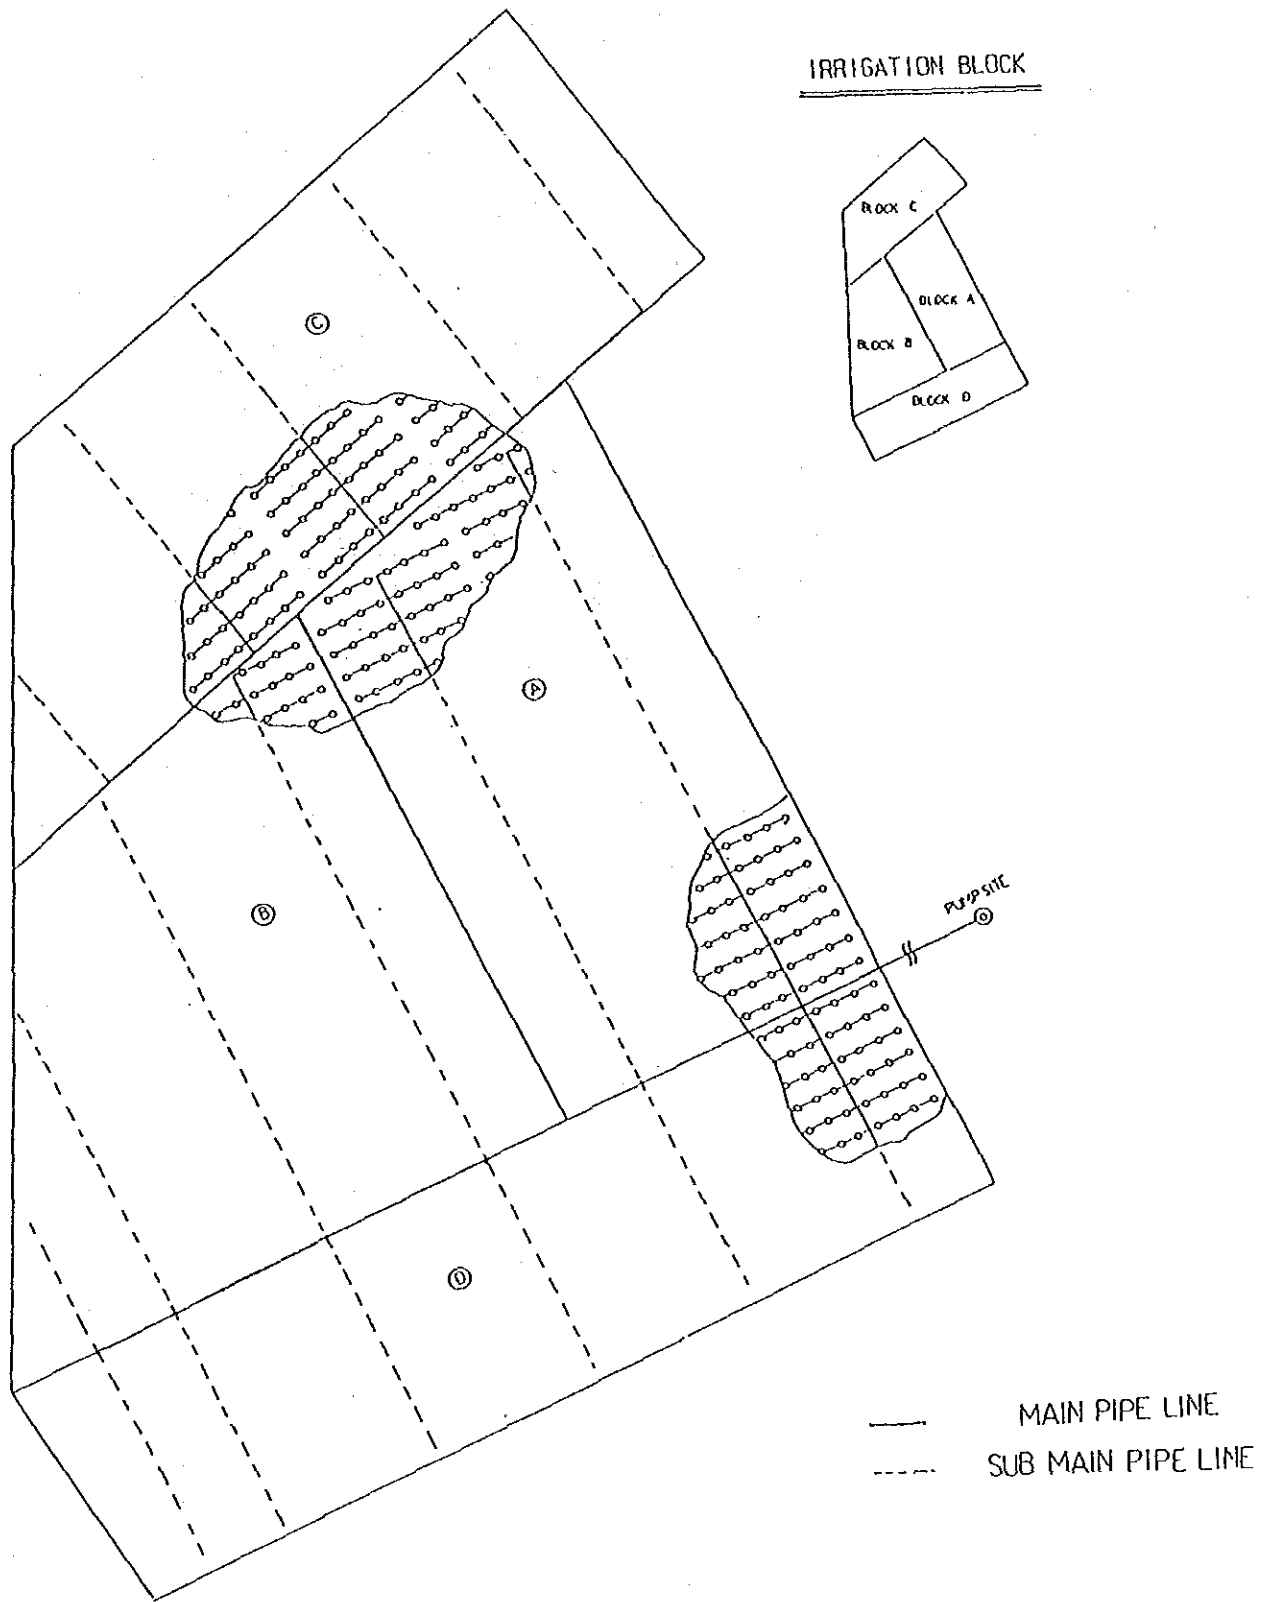 IRRIGATION BLOCK
BLOCK C
BLOCK A
BLOCK B
BLOCK D
C
A
PUMP SITE
B
D
MAIN PIPE LINE
SUB MAIN PIPE LINE